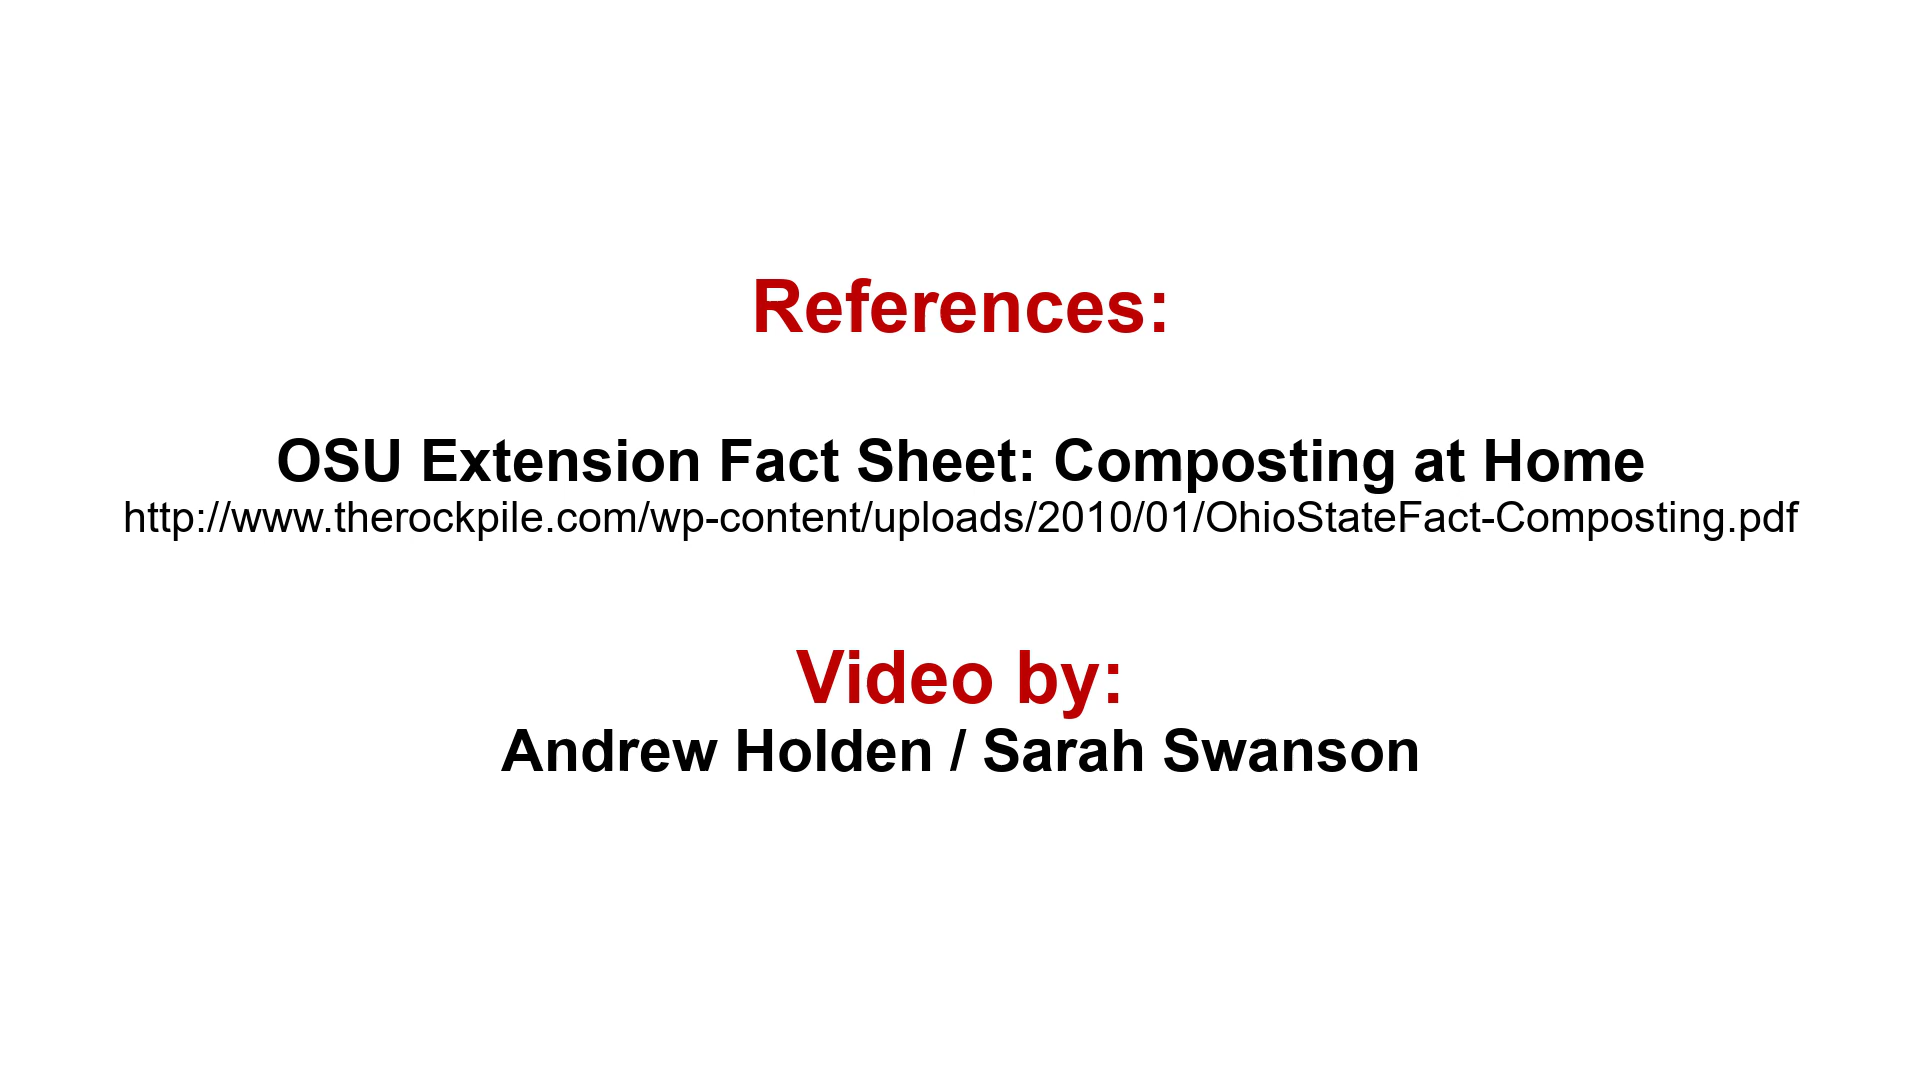 References:
OSU Extension Fact Sheet: Composting at Home
http://www.therockpile.com/wp-content/uploads/2010/01/OhioStateFact-Composting.pdf
Video by:
Andrew Holden / Sarah Swanson